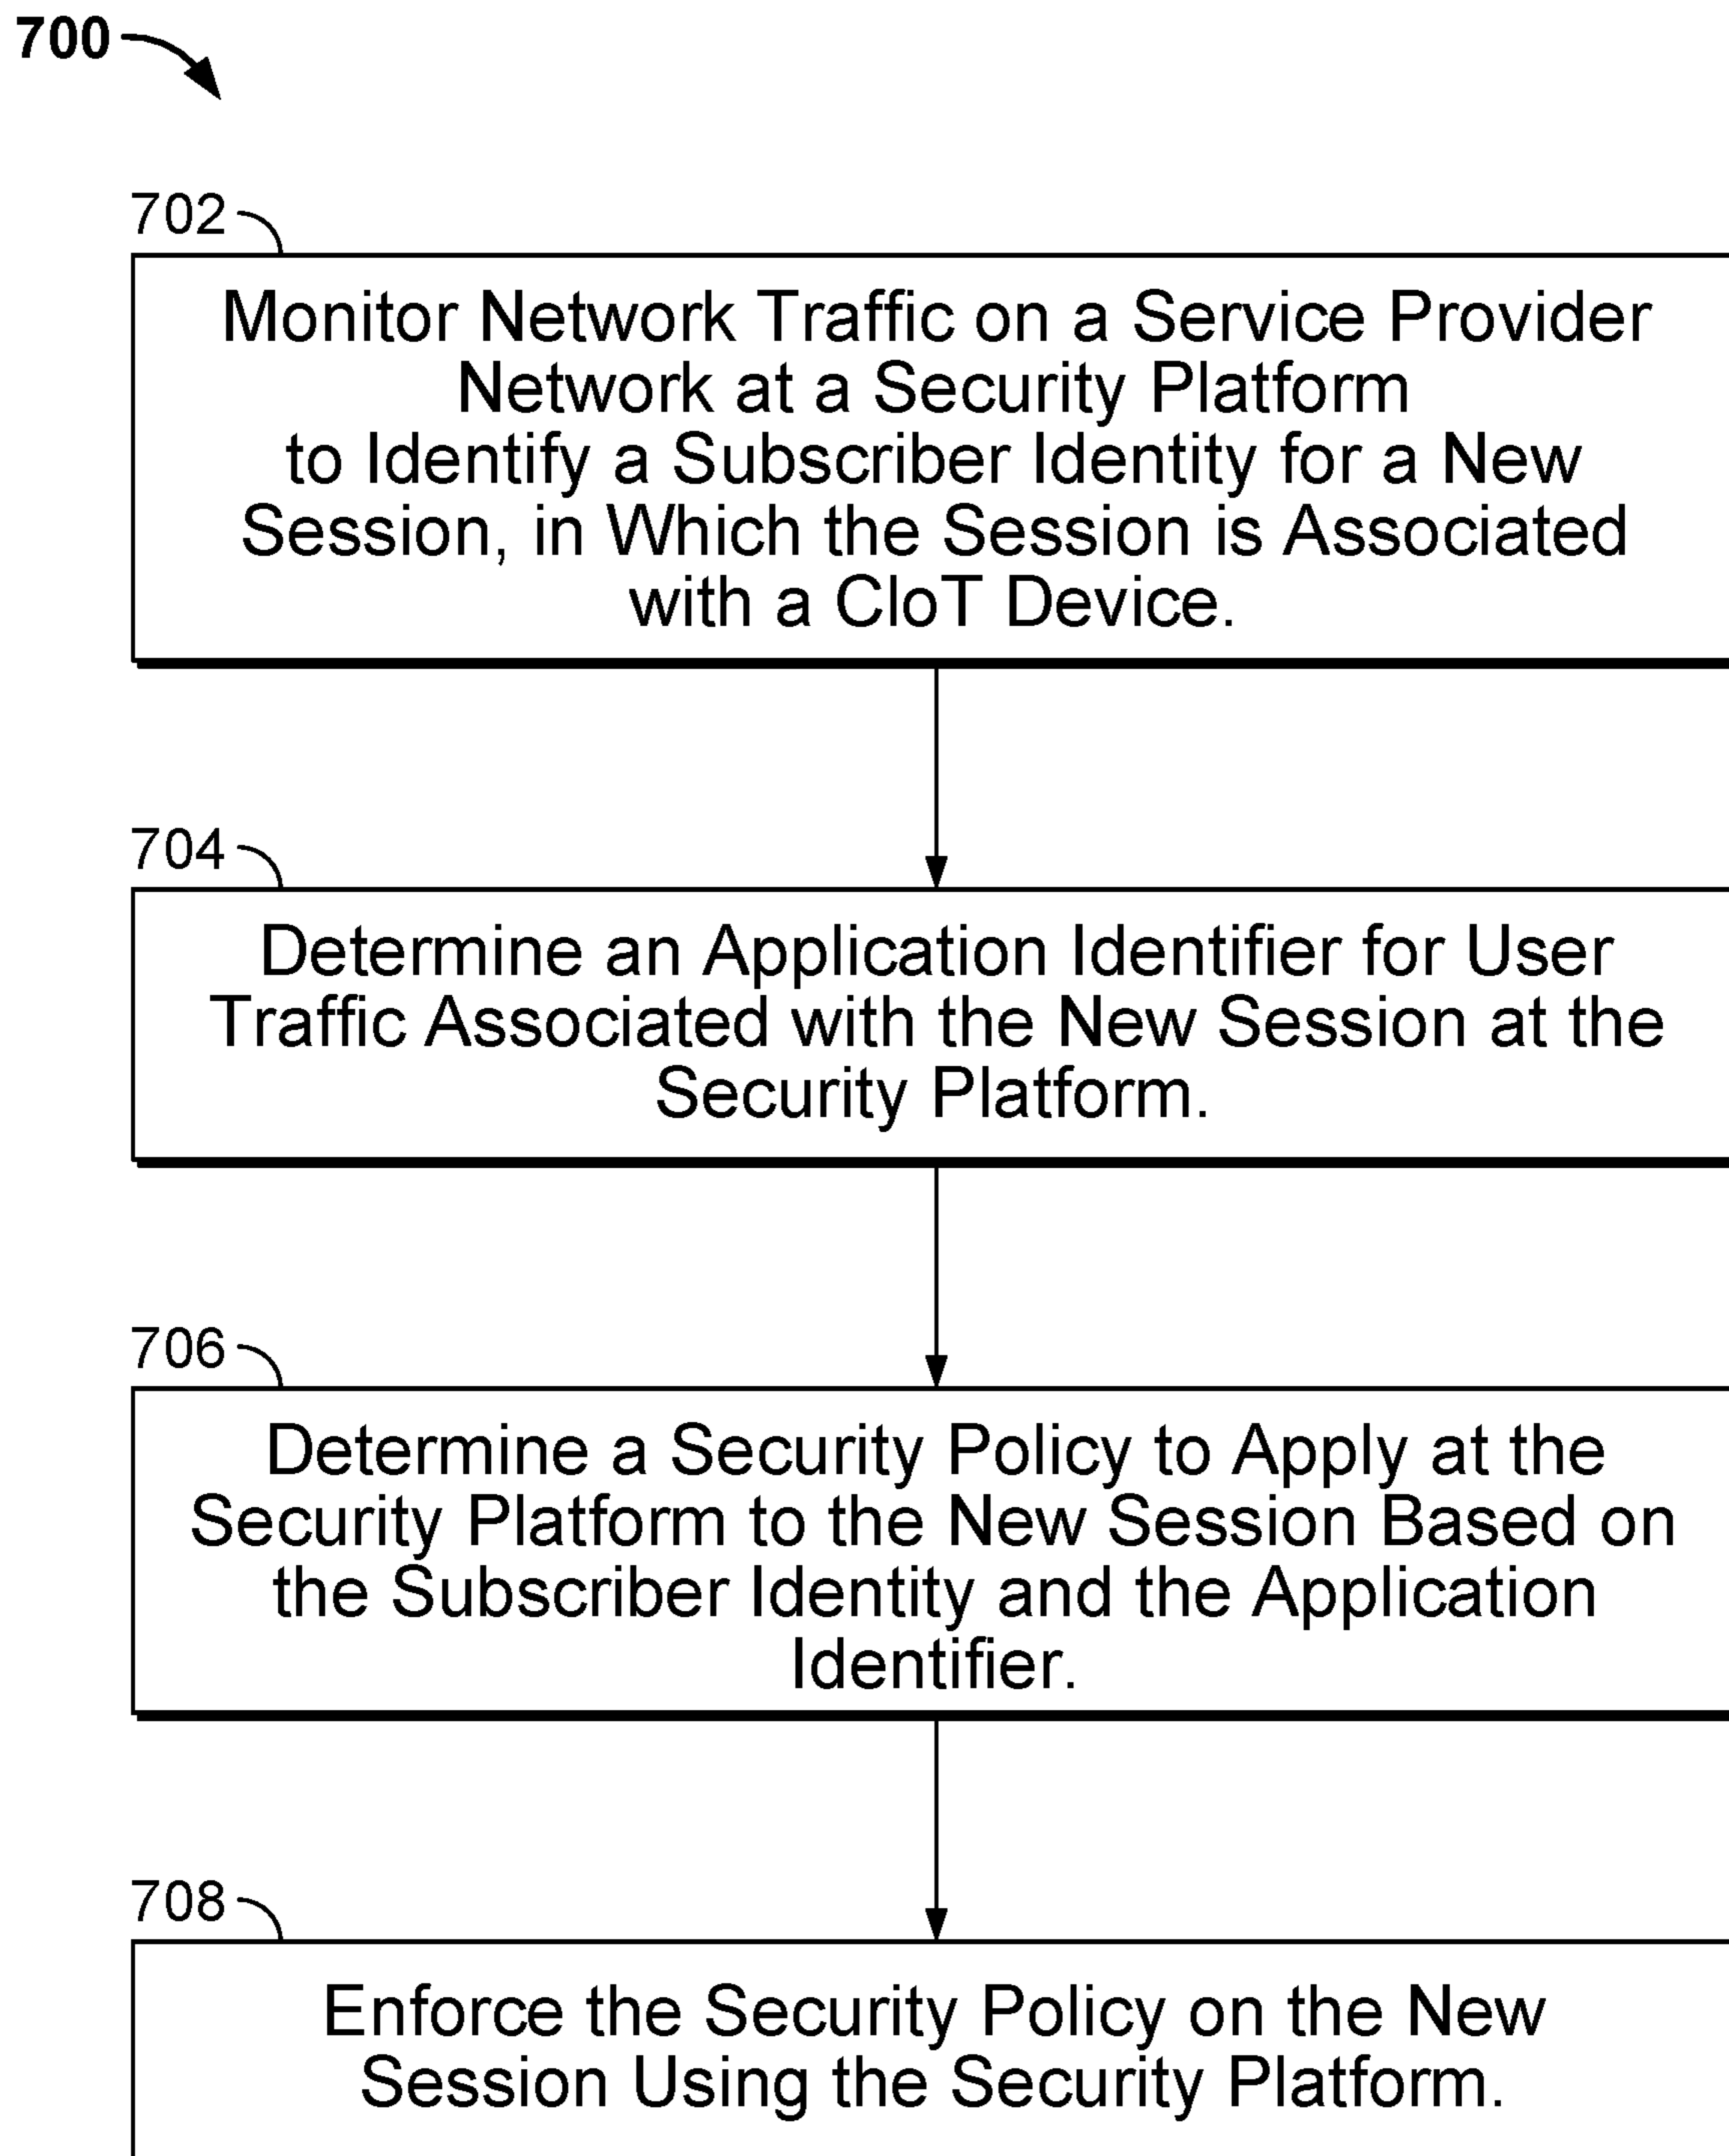 700
702
Monitor Network Traffic on a Service Provider
Network at a Security Platform
to Identify a Subscriber Identity for a New
Session, in Which the Session is Associated
with a CIoT Device.
704
Determine an Application Identifier for User
Traffic Associated with the New Session at the
Security Platform.
706
Determine a Security Policy to Apply at the
Security Platform to the New Session Based on
the Subscriber Identity and the Application
Identifier.
708
Enforce the Security Policy on the New
Session Using the Security Platform.